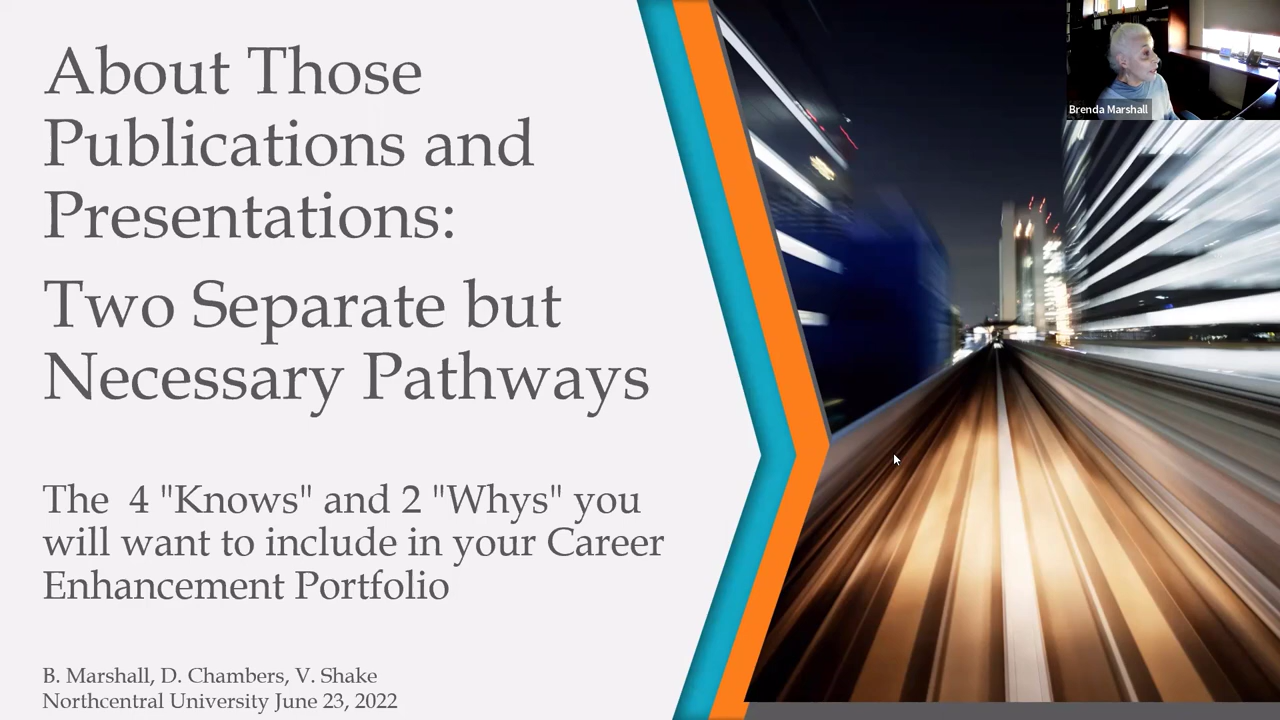 About Those
Publications and
Presentations:
Two Separate but
Necessary Pathways
The 4 "Knows" and 2 "Whys" you
will want to include in your Career
Enhancement Portfolio
B. Marshall, D. Chambers, V. Shake
Northcentral University June 23, 2022
Brenda Marshall